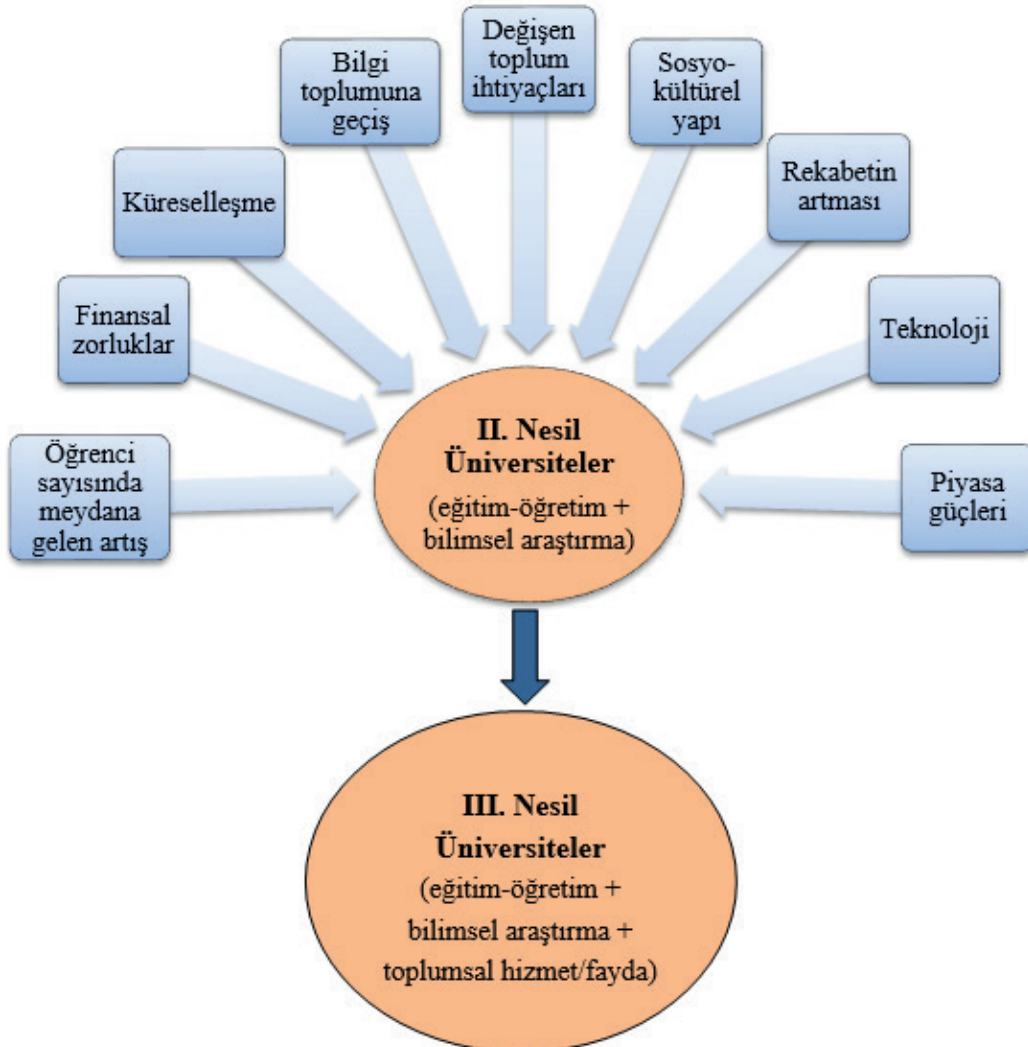 Değişen
toplum
ihtiyaçları
Bilgi
toplumuna
geçiş
Sosyo-
kültürel
yapı
Küreselleşme
Rekabetin
artması
Finansal
zorluklar
Teknoloji
Öğrenci
sayısında
meydana
gelen artış
Piyasa
güçleri
II. Nesil
Üniversiteler
(eğitim-öğretim +
bilimsel araştırma)
III. Nesil
Üniversiteler
(eğitim-öğretim +
bilimsel araştırma +
toplumsal hizmet/fayda)